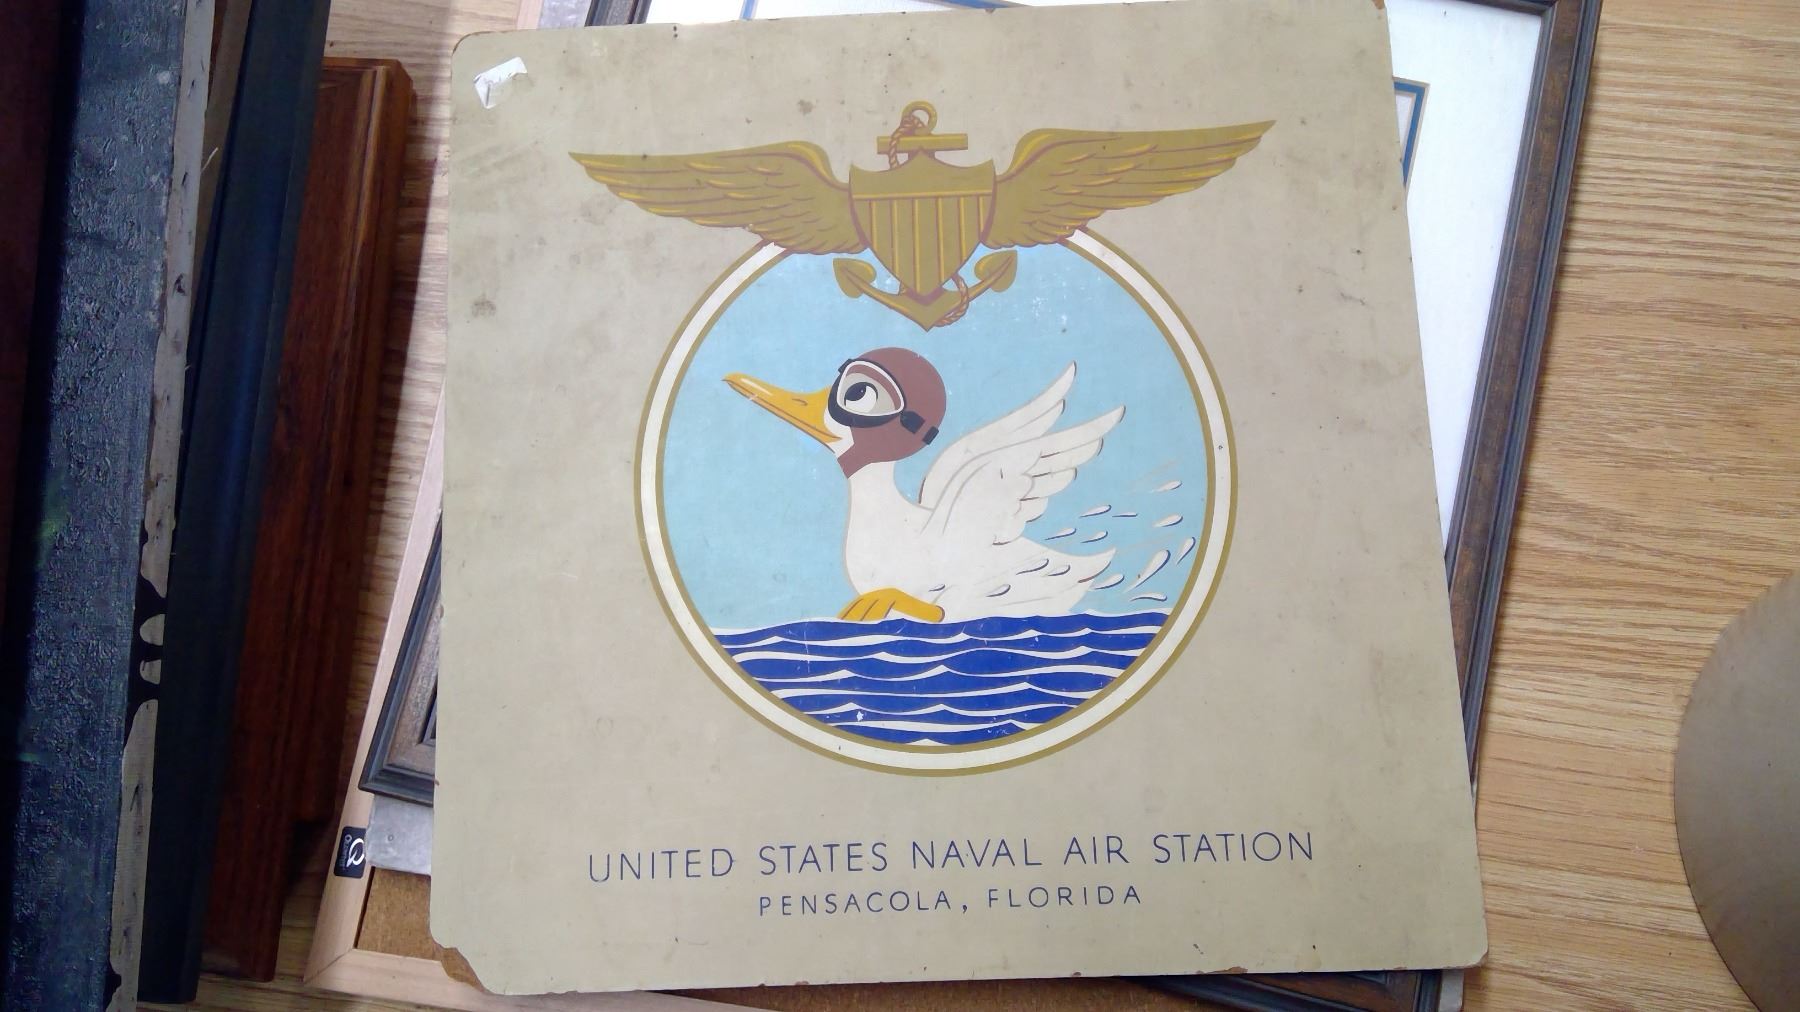 UNITED STATES NAVAL AIR STATION
PENSACOLA, FLORIDA